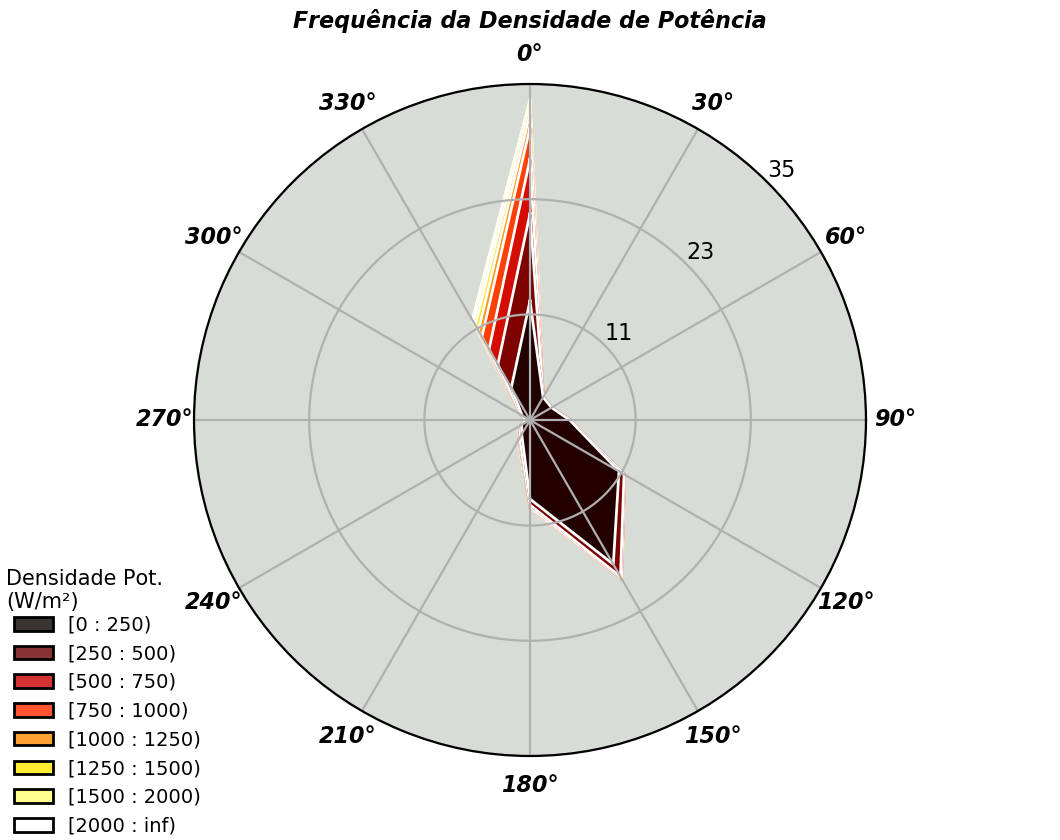 Frequência da Densidade de Potência
0°
330°
30°
35
300°
60°
23
11
270°
90°
240°
120°
210°
150°
180°
Densidade Pot.
(W/m²)
[0 : 250)
[250 : 500)
[500 : 750)
[750 : 1000)
[1000 : 1250)
[1250 : 1500)
[1500 : 2000)
[2000 : inf)